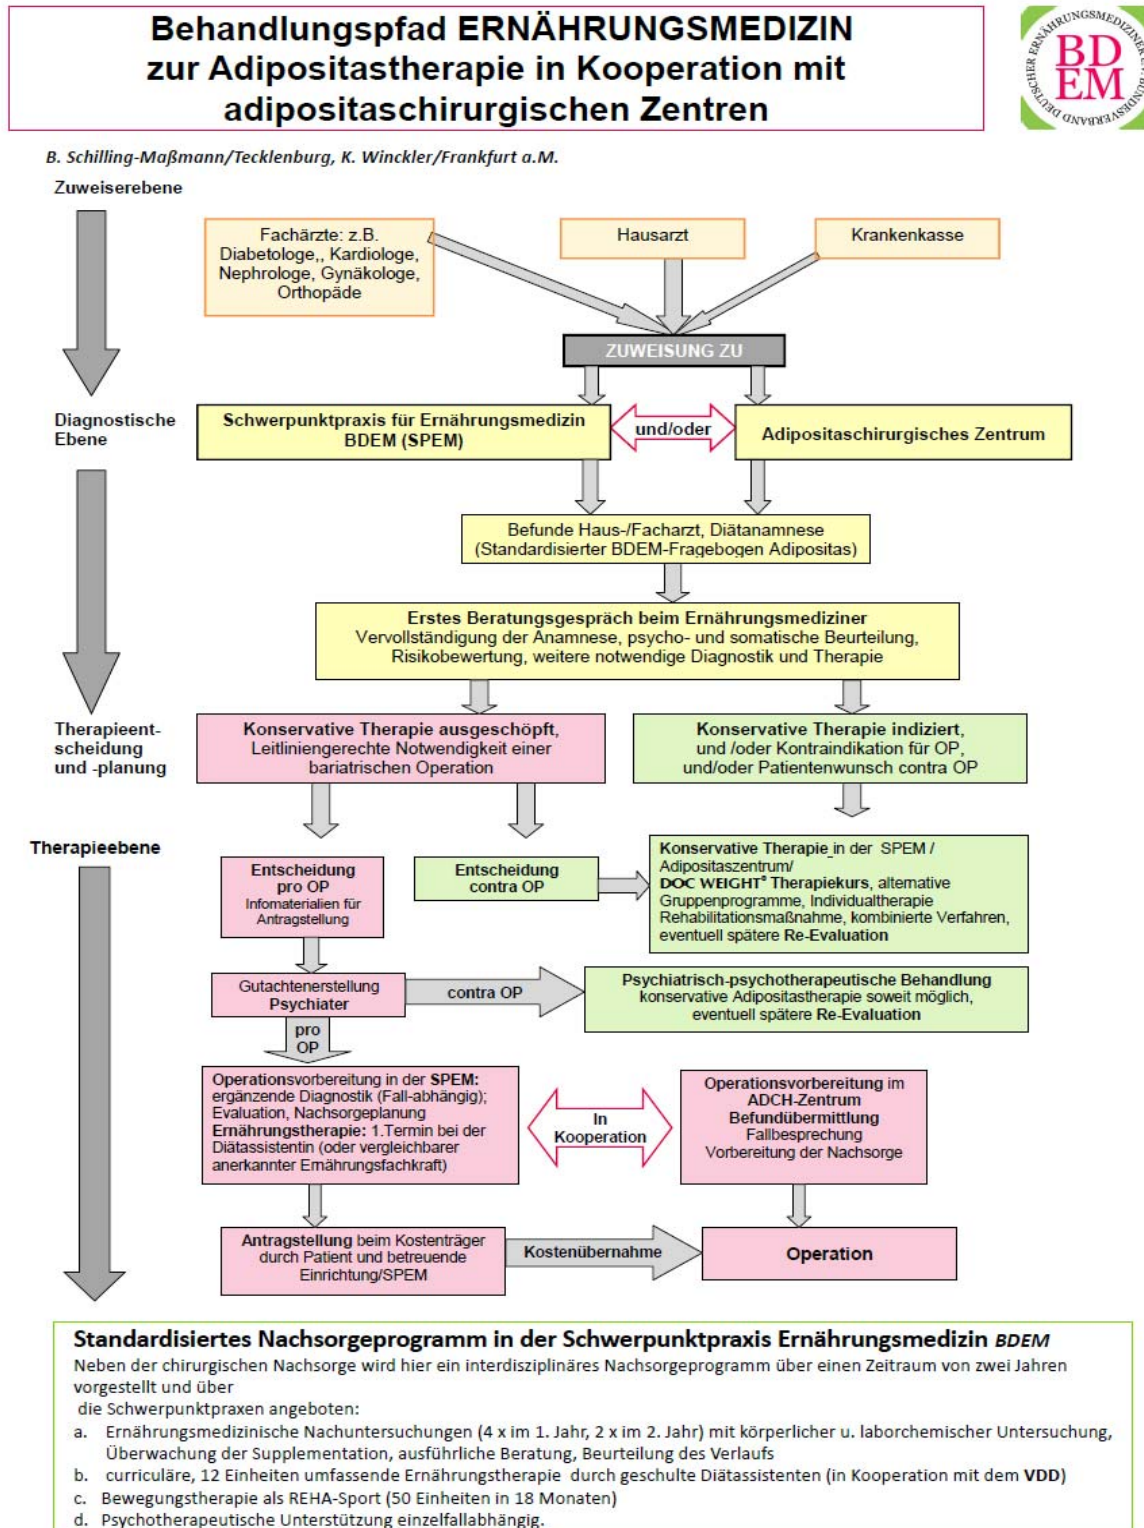 Behandlungspfad ERNÄHRUNGSMEDIZIN
zur Adipositastherapie in Kooperation mit
adipositaschirurgischen Zentren
BUNDESVERBAND DEUTSCHER ERNÄHRUNGSMEDIZINER E.V.
BD
EM
B. Schilling-Maßmann/Tecklenburg, K. Winckler/Frankfurt a.M.
Zuweiserebene
Fachärzte: z.B.
Diabetologe,, Kardiologe,
Nephrologe, Gynäkologe,
Orthopäde
Hausarzt
Krankenkasse
ZUWEISUNG ZU
Diagnostische
Ebene
Schwerpunktpraxis für Ernährungsmedizin
BDEM (SPEM)
und/oder
Adipositaschirurgisches Zentrum
Befunde Haus-/Facharzt, Diätanamnese
(Standardisierter BDEM-Fragebogen Adipositas)
Erstes Beratungsgespräch beim Ernährungsmediziner
Vervollständigung der Anamnese, psycho- und somatische Beurteilung,
Risikobewertung, weitere notwendige Diagnostik und Therapie
Therapieent-
scheidung
und -planung
Konservative Therapie ausgeschöpft,
Leitliniengerechte Notwendigkeit einer
bariatrischen Operation
Konservative Therapie indiziert,
und /oder Kontraindikation für OP,
und/oder Patientenwunsch contra OP
Therapieebene
Entscheidung
pro OP
Infomaterialien für
Antragstellung
Entscheidung
contra OP
Konservative Therapie in der SPEM /
Adipositaszentrum/
DOC WEIGHT® Therapiekurs, alternative
Gruppenprogramme, Individualtherapie
Rehabilitationsmaßnahme, kombinierte Verfahren,
eventuell spätere Re-Evaluation
Gutachtenerstellung
Psychiater
contra OP
Psychiatrisch-psychotherapeutische Behandlung
konservative Adipositastherapie soweit möglich,
eventuell spätere Re-Evaluation
pro
OP
Operationsvorbereitung in der SPEM:
ergänzende Diagnostik (Fall-abhängig);
Evaluation, Nachsorgeplanung
Ernährungstherapie: 1.Termin bei der
Diätassistentin (oder vergleichbarer
anerkannter Ernährungsfachkraft)
In
Kooperation
Operationsvorbereitung im
ADCH-Zentrum
Befundübermittlung
Fallbesprechung
Vorbereitung der Nachsorge
Antragstellung beim Kostenträger
durch Patient und betreuende
Einrichtung/SPEM
Kostenübernahme
Operation
Standardisiertes Nachsorgeprogramm in der Schwerpunktpraxis Ernährungsmedizin BDEM
Neben der chirurgischen Nachsorge wird hier ein interdisziplinäres Nachsorgeprogramm über einen Zeitraum von zwei Jahren
vorgestellt und über
die Schwerpunktpraxen angeboten:
a. Ernährungsmedizinische Nachuntersuchungen (4 x im 1. Jahr, 2 x im 2. Jahr) mit körperlicher u. laborchemischer Untersuchung,
Überwachung der Supplementation, ausführliche Beratung, Beurteilung des Verlaufs
b. curriculäre, 12 Einheiten umfassende Ernährungstherapie durch geschulte Diätassistenten (in Kooperation mit dem VDD)
c. Bewegungstherapie als REHA-Sport (50 Einheiten in 18 Monaten)
d. Psychotherapeutische Unterstützung einzelfallabhängig.